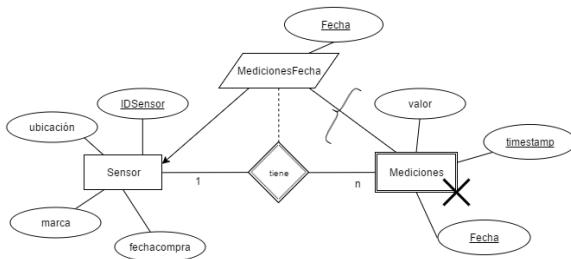 Fecha
MedicionesFecha
IDSensor
valor
ubicación
timestamp
Sensor
1
tiene
n
Mediciones
marca
fechacompra
Fecha